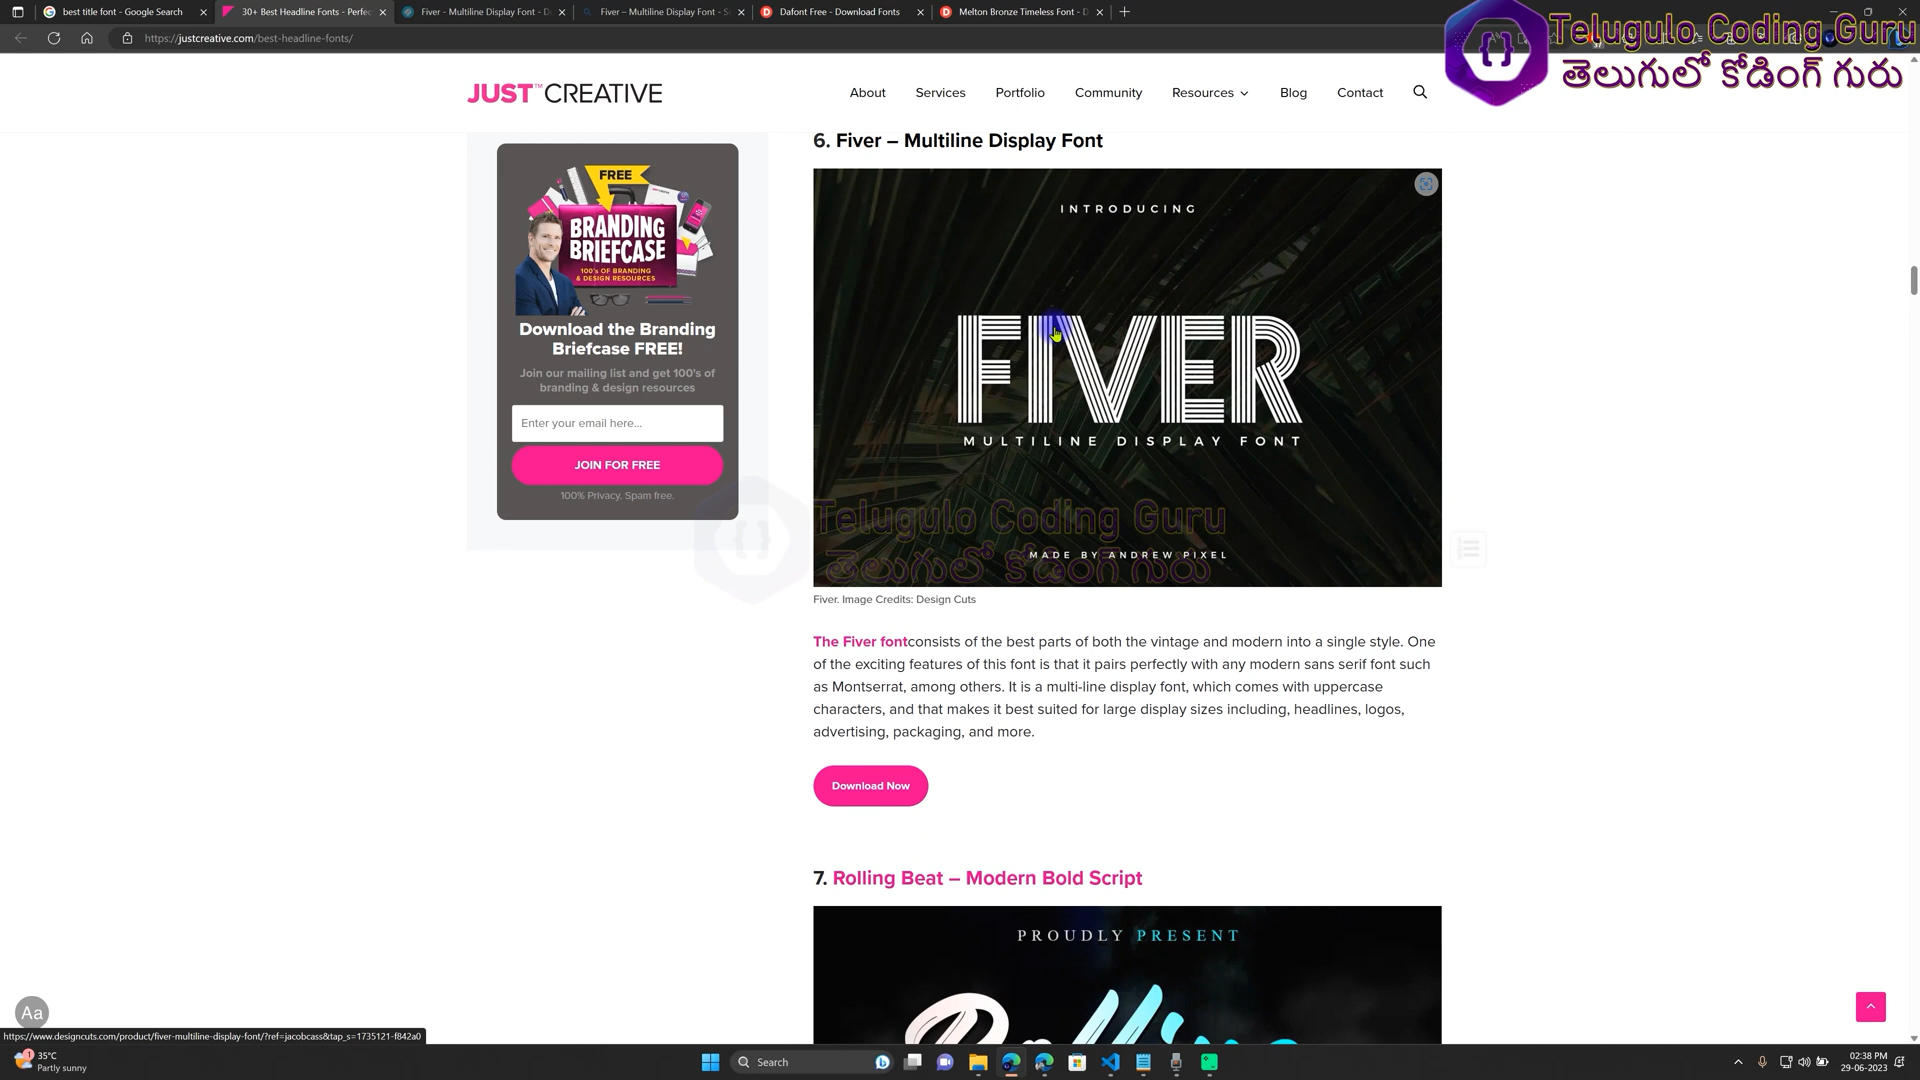 best title font - Google Search
30+ Best Headline Fonts - Perfec
Fiver - Multiline Display Font - D
Fiver – Multiline Display Font - S
Dafont Free - Download Fonts
Melton Bronze Timeless Font - D
https://justcreative.com/best-headline-fonts/
Telugulo Coding Guru
తెలుగులో కోడింగ్ గురు
JUST™CREATIVE
About
Services
Portfolio
Community
Resources
Blog
Contact
6. Fiver – Multiline Display Font
FREE
BRANDING
BRIEFCASE
100's OF BRANDING
& DESIGN RESOURCES
Download the Branding
Briefcase FREE!
Join our mailing list and get 100's of
branding & design resources
Enter your email here...
JOIN FOR FREE
100% Privacy. Spam free.
INTRODUCING
FIVER
MULTILINE DISPLAY FONT
Telugulo Coding Guru
MADE BY ANDREW PIXEL
తెలుగులో కోడింగ్ గురు
Fiver. Image Credits: Design Cuts
The Fiver fontconsists of the best parts of both the vintage and modern into a single style. One
of the exciting features of this font is that it pairs perfectly with any modern sans serif font such
as Montserrat, among others. It is a multi-line display font, which comes with uppercase
characters, and that makes it best suited for large display sizes including, headlines, logos,
advertising, packaging, and more.
Download Now
7. Rolling Beat – Modern Bold Script
PROUDLY PRESENT
Aa
https://www.designcuts.com/product/fiver-multiline-display-font/?ref=jacobcass&tap_s=1735121-f842a0
1
35°C
Partly sunny
Search
02:38 PM
29-06-2023